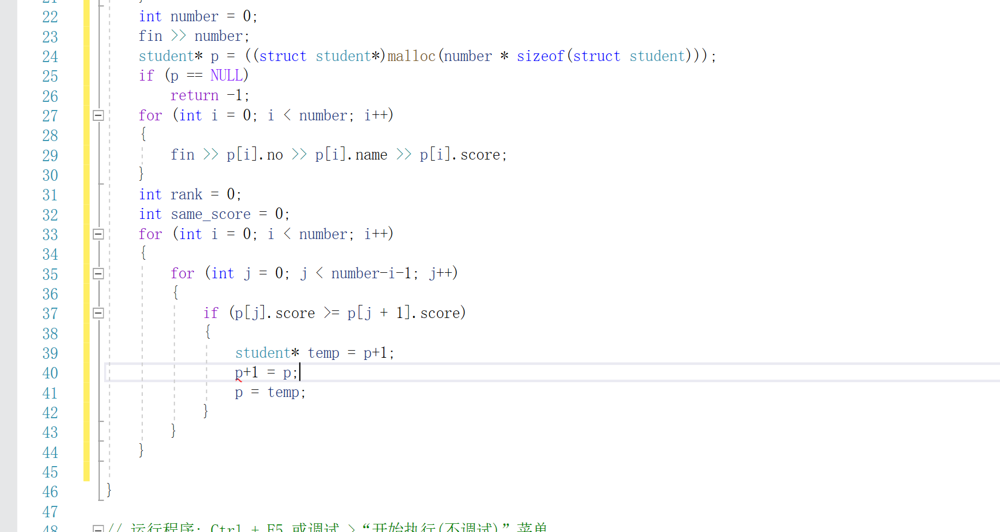 22 int number = 0;
23 fin >> number;
24 student* p = ((struct student*)malloc(number * sizeof(struct student)));
25 if (p == NULL)
26 return -1;
27 for (int i = 0; i < number; i++)
28 {
29 fin >> p[i].no >> p[i].name >> p[i].score;
30 }
31 int rank = 0;
32 int same_score = 0;
33 for (int i = 0; i < number; i++)
34 {
35 for (int j = 0; j < number-i-1; j++)
36 {
37 if (p[j].score >= p[j + 1].score)
38 {
39 student* temp = p+1;
40 p+1 = p;
41 p = temp;
42 }
43 }
44 }
45
46 }
47
48 // 运行程序: Ctrl + F5 或调试 >“开始执行(不调试)”菜单